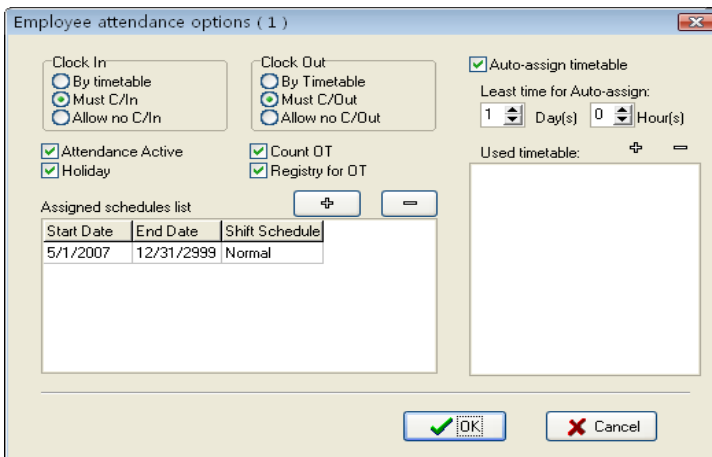 Employee attendance options ( 1 )
Clock In
By timetable
Must C/In
Allow no C/In
Clock Out
By Timetable
Must C/Out
Allow no C/Out
Attendance Active
Holiday
Count OT
Registry for OT
Assigned schedules list
Start Date End Date Shift Schedule
5/1/2007 12/31/2999 Normal
Auto-assign timetable
Least time for Auto-assign:
1 Day(s) 0 Hour(s)
Used timetable:
OK
Cancel